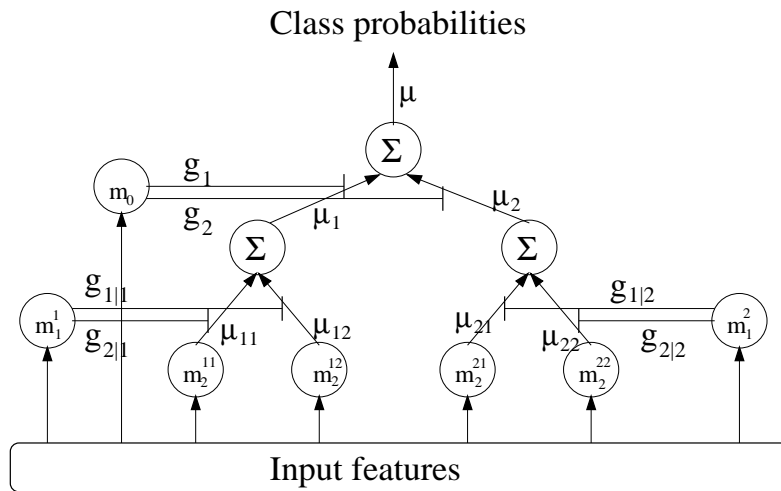 Class probabilities
μ
Σ
g₁
m₀
g₂
μ₁
μ₂
Σ
Σ
g₁|₁
g₁|₂
m₁¹
g₂|₁
μ₁₁
μ₁₂
μ₂₁
μ₂₂
g₂|₂
m₁²
m₂¹¹
m₂¹²
m₂²¹
m₂²²
Input features